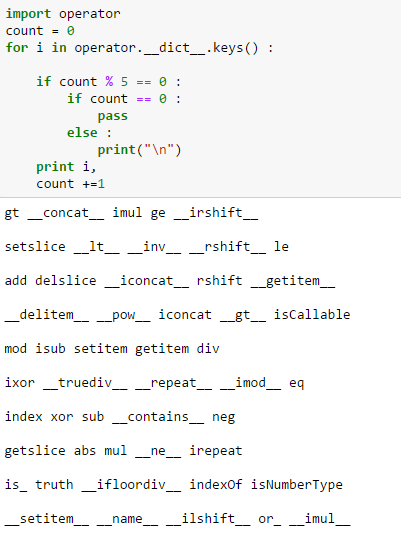 import operator
count = 0
for i in operator.__dict__.keys() :
if count % 5 == 0 :
if count == 0 :
pass
else :
print("\n")
print i,
count +=1
gt __concat__ imul ge __irshift__
setslice __lt__ __inv__ __rshift__ le
add delslice __iconcat__ rshift __getitem__
__delitem__ __pow__ iconcat __gt__ isCallable
mod isub setitem getitem div
ixor __truediv__ __repeat__ __imod__ eq
index xor sub __contains__ neg
getslice abs mul __ne__ irepeat
is_ truth __ifloordiv__ indexOf isNumberType
__setitem__ __name__ __ilshift__ or_ __imul__